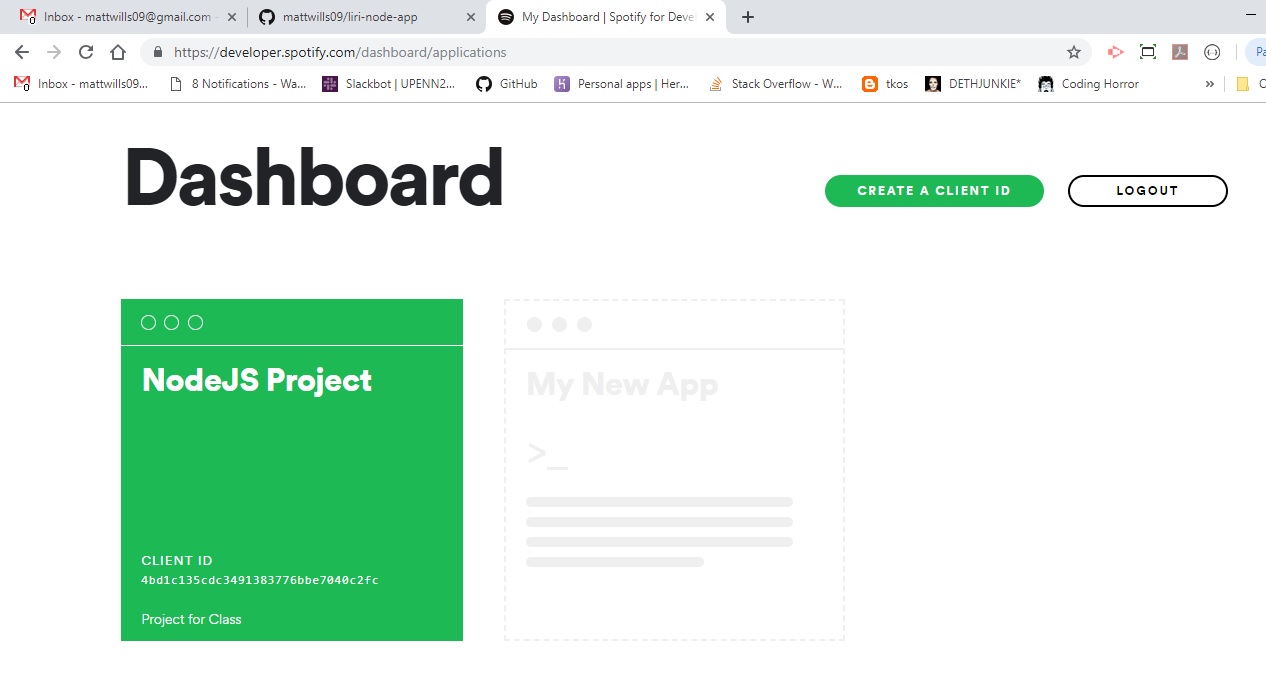 Inbox - mattwills09@gmail.com - mattwills09/liri-node-app My Dashboard | Spotify for Deve
https://developer.spotify.com/dashboard/applications Pa
Inbox - mattwills09... 8 Notifications - Wa... Slackbot | UPENN2... GitHub Personal apps | Her... Stack Overflow - W... tkos DETHJUNKIE* Coding Horror » O
Dashboard
CREATE A CLIENT ID LOGOUT
NodeJS Project
CLIENT ID
4bd1c135cdc3491383776bbe7040c2fc
Project for Class
My New App
>_